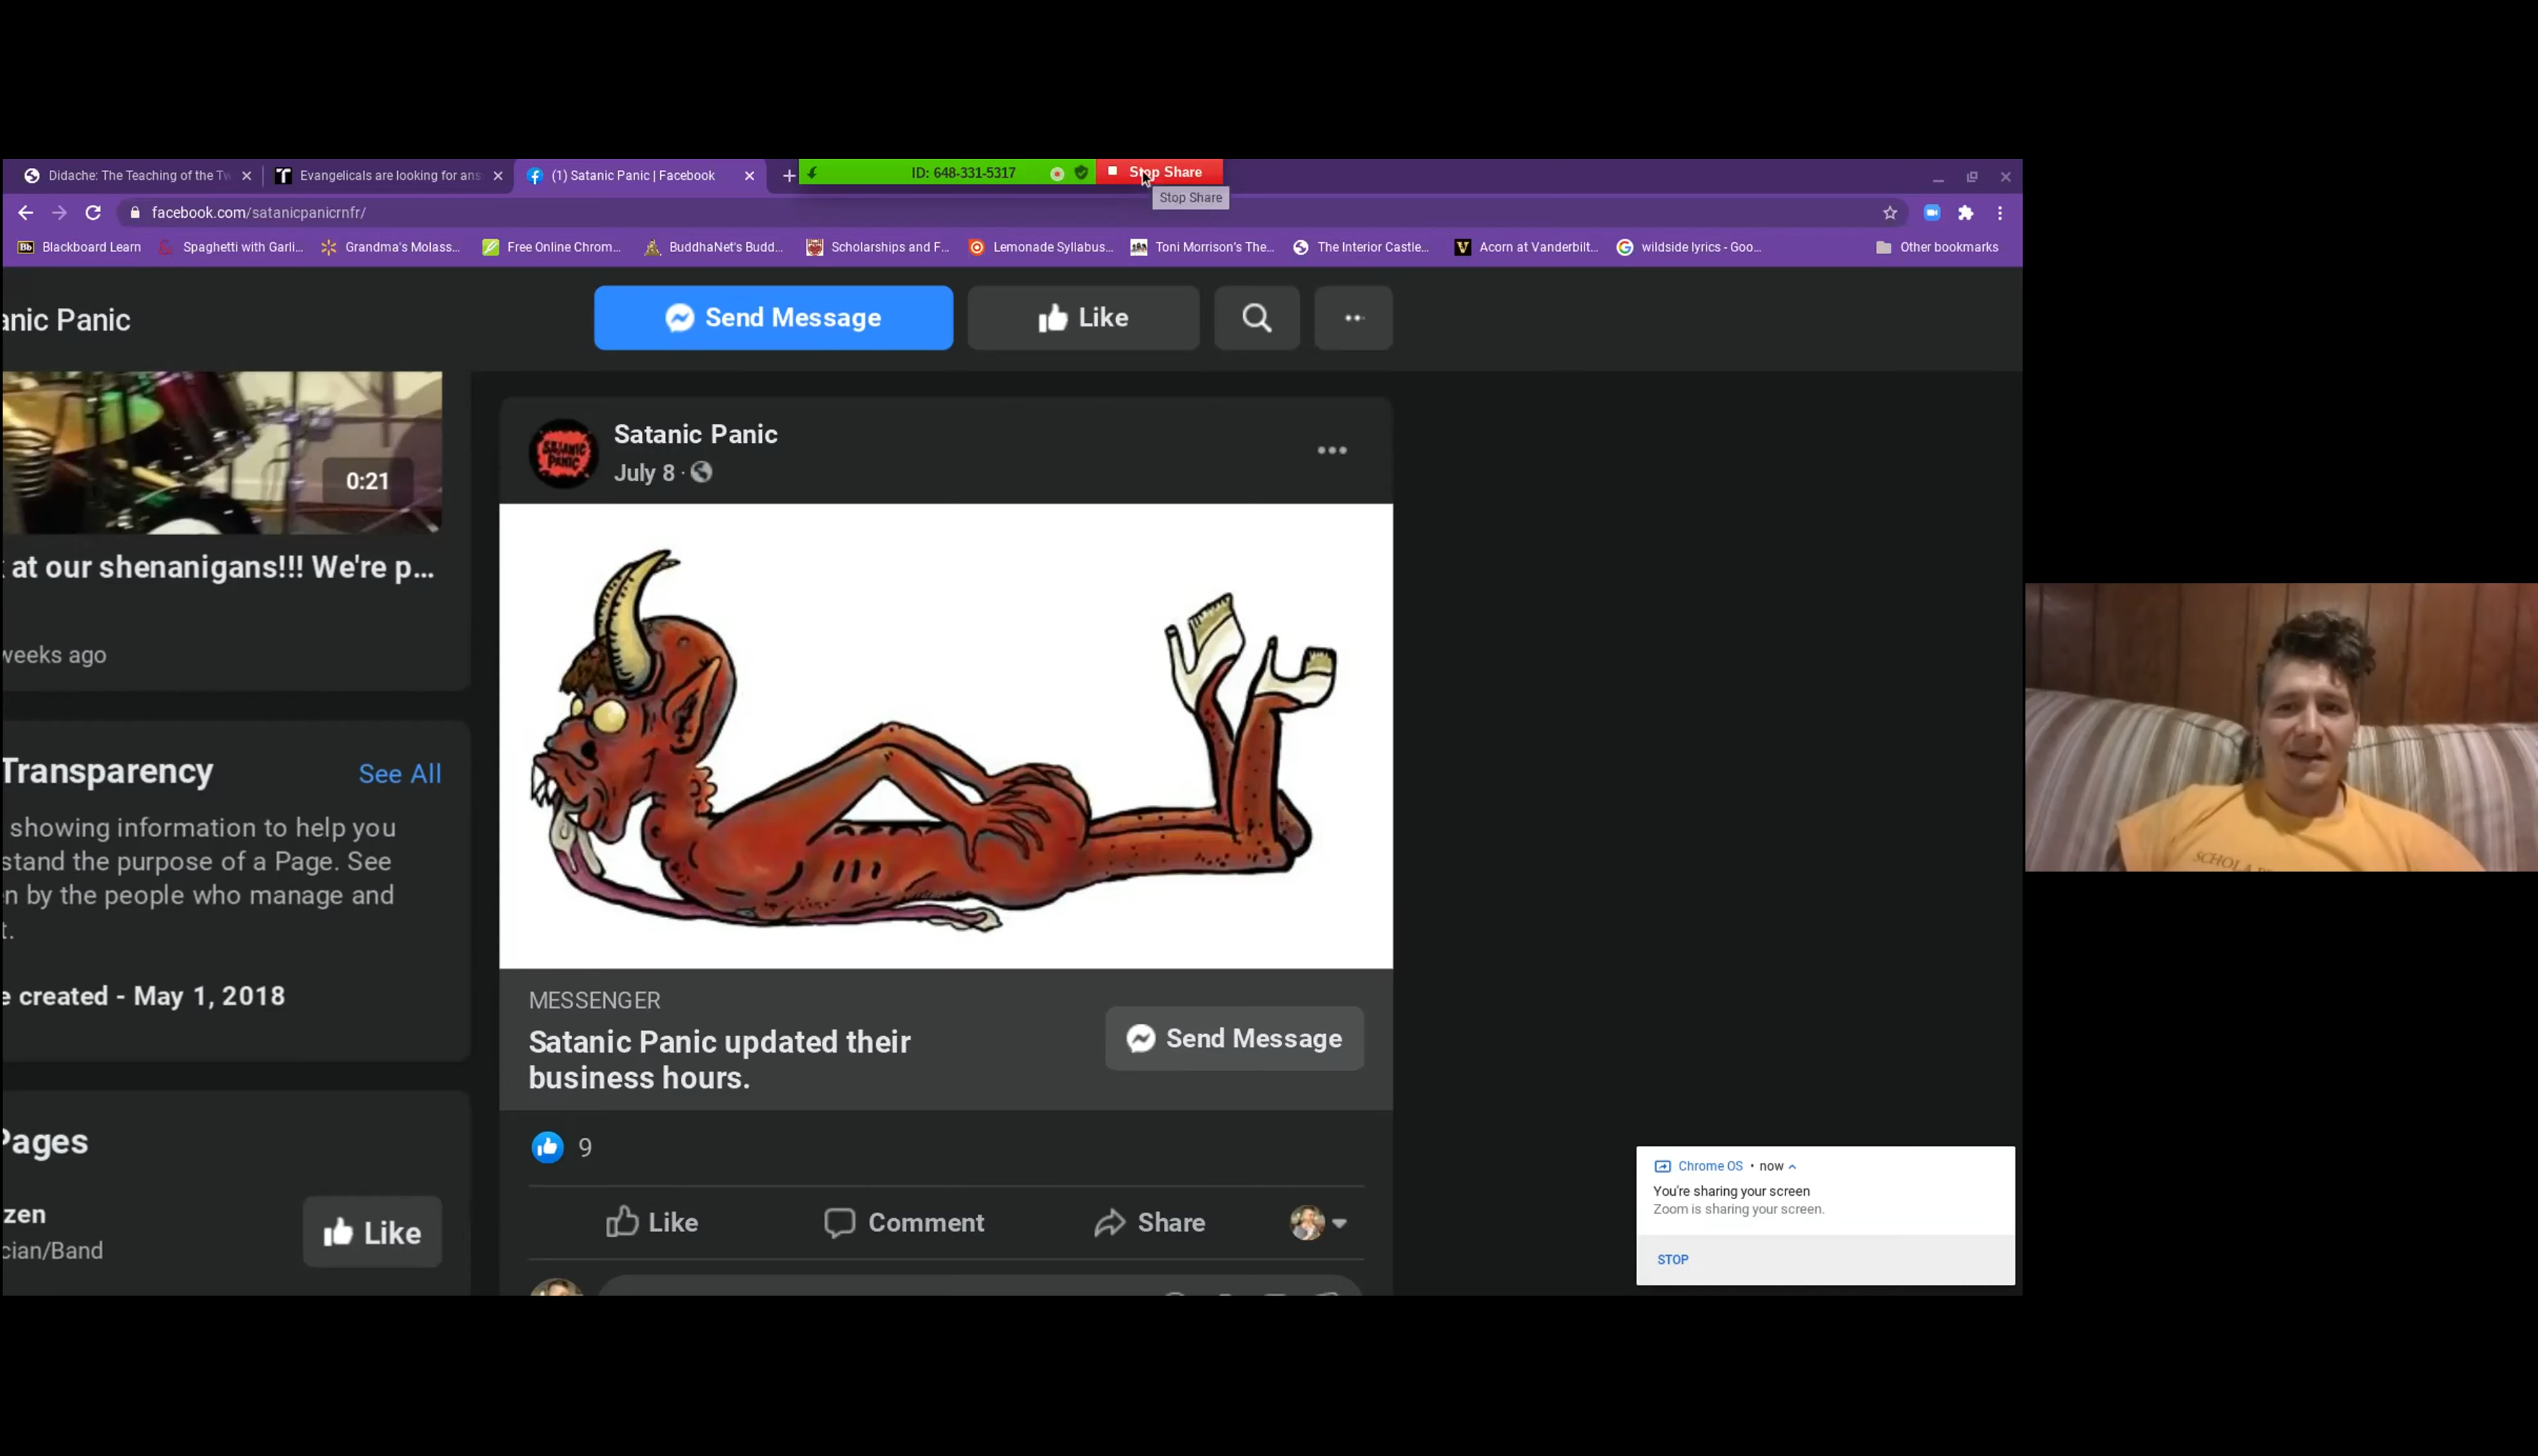 Didache: The Teaching of the Tw
Evangelicals are looking for ans
(1) Satanic Panic | Facebook
ID: 648-331-5317
Stop Share
Stop Share
facebook.com/satanicpanicrnfr/
Blackboard Learn
Spaghetti with Garli...
Grandma's Molass...
Free Online Chrom...
BuddhaNet's Budd...
Scholarships and F...
Lemonade Syllabus...
Toni Morrison's The...
The Interior Castle...
Acorn at Vanderbilt...
wildside lyrics - Goo...
Other bookmarks
anic Panic
Send Message
Like
0:21
at our shenanigans!!! We're p...
weeks ago
Transparency
See All
showing information to help you
stand the purpose of a Page. See
n by the people who manage and
t.
e created - May 1, 2018
Pages
zen
cian/Band
Like
SATANIC
PANIC
Satanic Panic
July 8 ·
MESSENGER
Satanic Panic updated their
business hours.
Send Message
9
Like
Comment
Share
Chrome OS • now
You're sharing your screen
Zoom is sharing your screen.
STOP